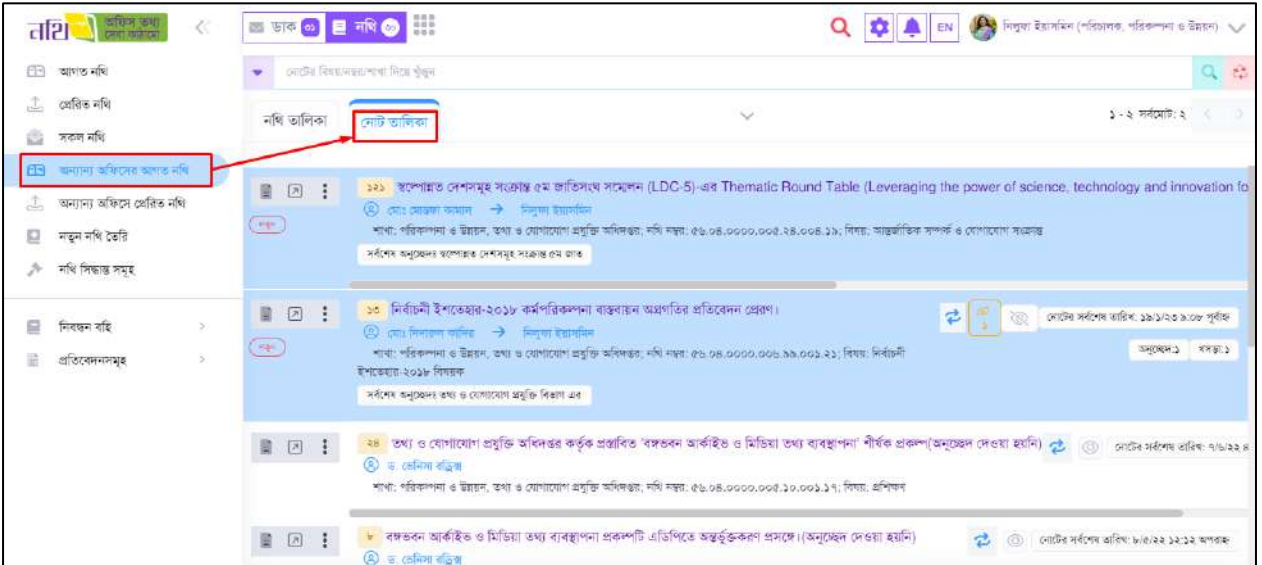 নথি অফিস তথ্য সেবা কাঠামো
ডাক ৩১ নথি ৬৮
EN নিলুফা ইয়াসমিন (পরিচালক, পরিকল্পনা ও উন্নয়ন)
আগত নথি
প্রেরিত নথি
সকল নথি
অন্যান্য অফিসের আগত নথি
অন্যান্য অফিসে প্রেরিত নথি
নতুন নথি তৈরি
নথি সিদ্ধান্ত সমূহ
নিবন্ধন বহি
প্রতিবেদনসমূহ
নোটের বিষয়/নম্বর/শাখা দিয়ে খুঁজুন
নথি তালিকা নোট তালিকা ১ - ২ সর্বমোট: ২
১২১ স্বল্পোন্নত দেশসমূহ সংক্রান্ত ৫ম জাতিসংঘ সম্মেলন (LDC-5)-এর Thematic Round Table (Leveraging the power of science, technology and innovation fo
মোঃ মোস্তফা কামাল → নিলুফা ইয়াসমিন
নতুন
শাখা: পরিকল্পনা ও উন্নয়ন, তথ্য ও যোগাযোগ প্রযুক্তি অধিদপ্তর; নথি নম্বর: ৫৬.০৪.০০০০.০০৫.২৪.০০৪.১৯; বিষয়: আন্তর্জাতিক সম্পর্ক ও যোগাযোগ সংক্রান্ত
সর্বশেষ অনুচ্ছেদঃ স্বল্পোন্নত দেশসমূহ সংক্রান্ত ৫ম জাত
১৩ নির্বাচনী ইশতেহার-২০১৮ কর্মপরিকল্পনা বাস্তবায়ন অগ্রগতির প্রতিবেদন প্রেরণ। ১ নোটের সর্বশেষ তারিখ: ১৯/১/২৩ ৯:০৮ পূর্বাহ্ন
→ নিলুফা ইয়াসমিন
নতুন
শাখা: পরিকল্পনা ও উন্নয়ন, তথ্য ও যোগাযোগ প্রযুক্তি অধিদপ্তর; নথি নম্বর: ৫৬.০৪.০০০০.০০৬.৯৯.০০১.২১; বিষয়: নির্বাচনী
অনুচ্ছেদ:১ খসড়া:১
ইশতেহার-২০১৮ বিষয়ক
সর্বশেষ অনুচ্ছেদঃ তথ্য ও যোগাযোগ প্রযুক্তি বিভাগ এর
২৪ তথ্য ও যোগাযোগ প্রযুক্তি অধিদপ্তর কর্তৃক প্রস্তাবিত 'বঙ্গভবন আর্কাইভ ও মিডিয়া তথ্য ব্যবস্থাপনা' শীর্ষক প্রকল্প(অনুচ্ছেদ দেওয়া হয়নি) নোটের সর্বশেষ তারিখ: ৭/৬/২২ ৪
ড. ভেনিসা রড্রিক্স
শাখা: পরিকল্পনা ও উন্নয়ন, তথ্য ও যোগাযোগ প্রযুক্তি অধিদপ্তর; নথি নম্বর: ৫৬.০৪.০০০০.০০৫.১০.০০১.১৭; বিষয়: প্রশিক্ষণ
৮ বঙ্গভবন আর্কাইভ ও মিডিয়া তথ্য ব্যবস্থাপনা প্রকল্পটি এডিপিতে অন্তর্ভুক্তকরণ প্রসঙ্গে।(অনুচ্ছেদ দেওয়া হয়নি) নোটের সর্বশেষ তারিখ: ৮/৫/২২ ১২:১২ অপরাহ্ন
ড. ভেনিসা রড্রিক্স